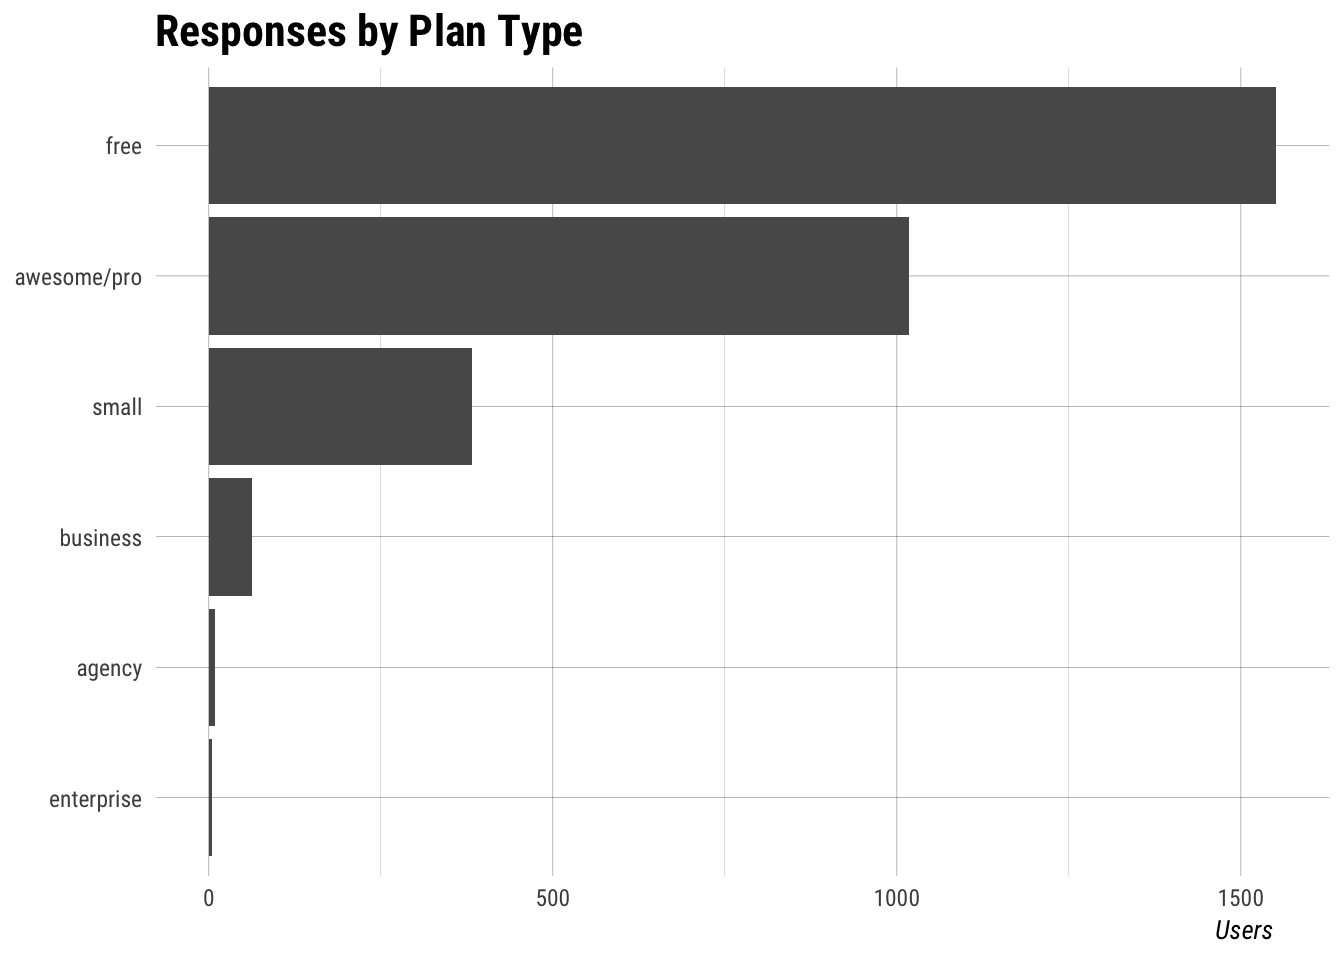 Responses by Plan Type
free
awesome/pro
small
business
agency
enterprise
0 500 1000 1500
Users